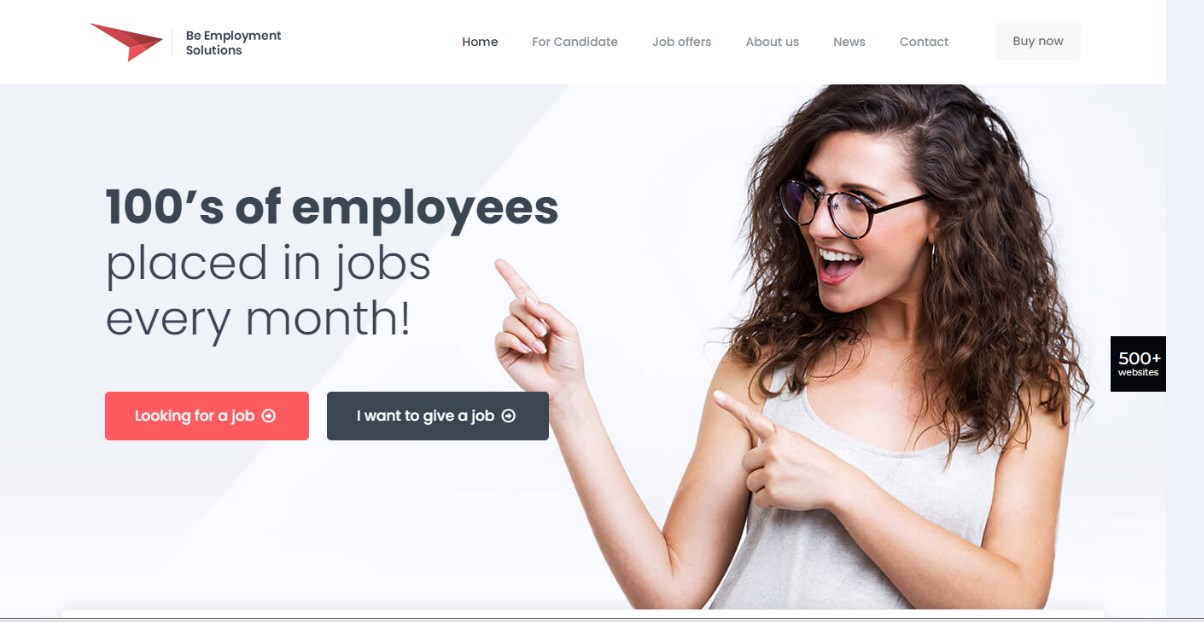 Be Employment
Solutions
Home
For Candidate
Job offers
About us
News
Contact
Buy now
100’s of employees
placed in jobs
every month!
Looking for a job
I want to give a job
500+
websites